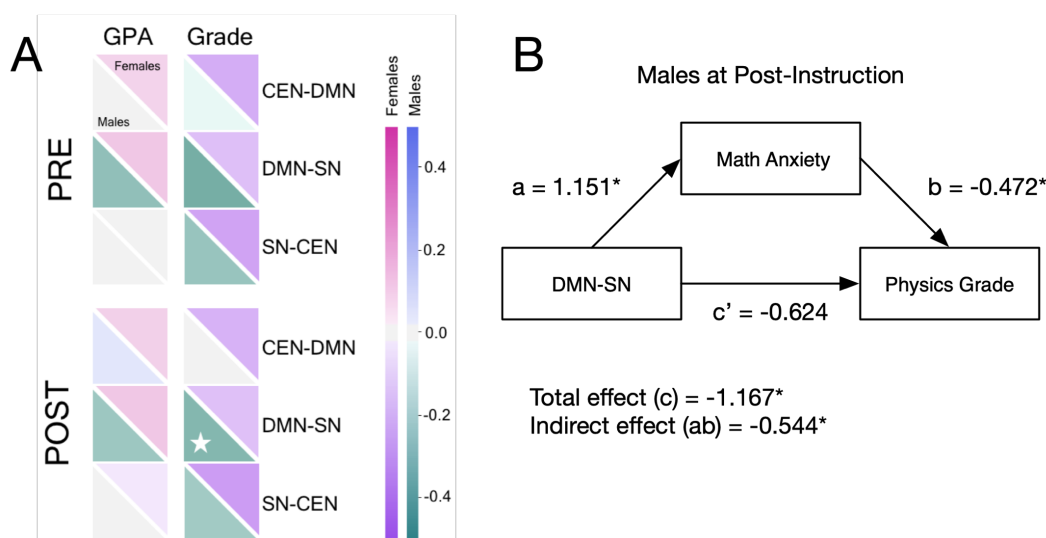 A
GPA
Grade
Females
Males
PRE
CEN-DMN
DMN-SN
SN-CEN
POST
CEN-DMN
DMN-SN
SN-CEN
Females
Males
0.4
0.2
0.0
-0.2
-0.4
B
Males at Post-Instruction
Math Anxiety
a = 1.151*
b = -0.472*
DMN-SN
Physics Grade
c’ = -0.624
Total effect (c) = -1.167*
Indirect effect (ab) = -0.544*